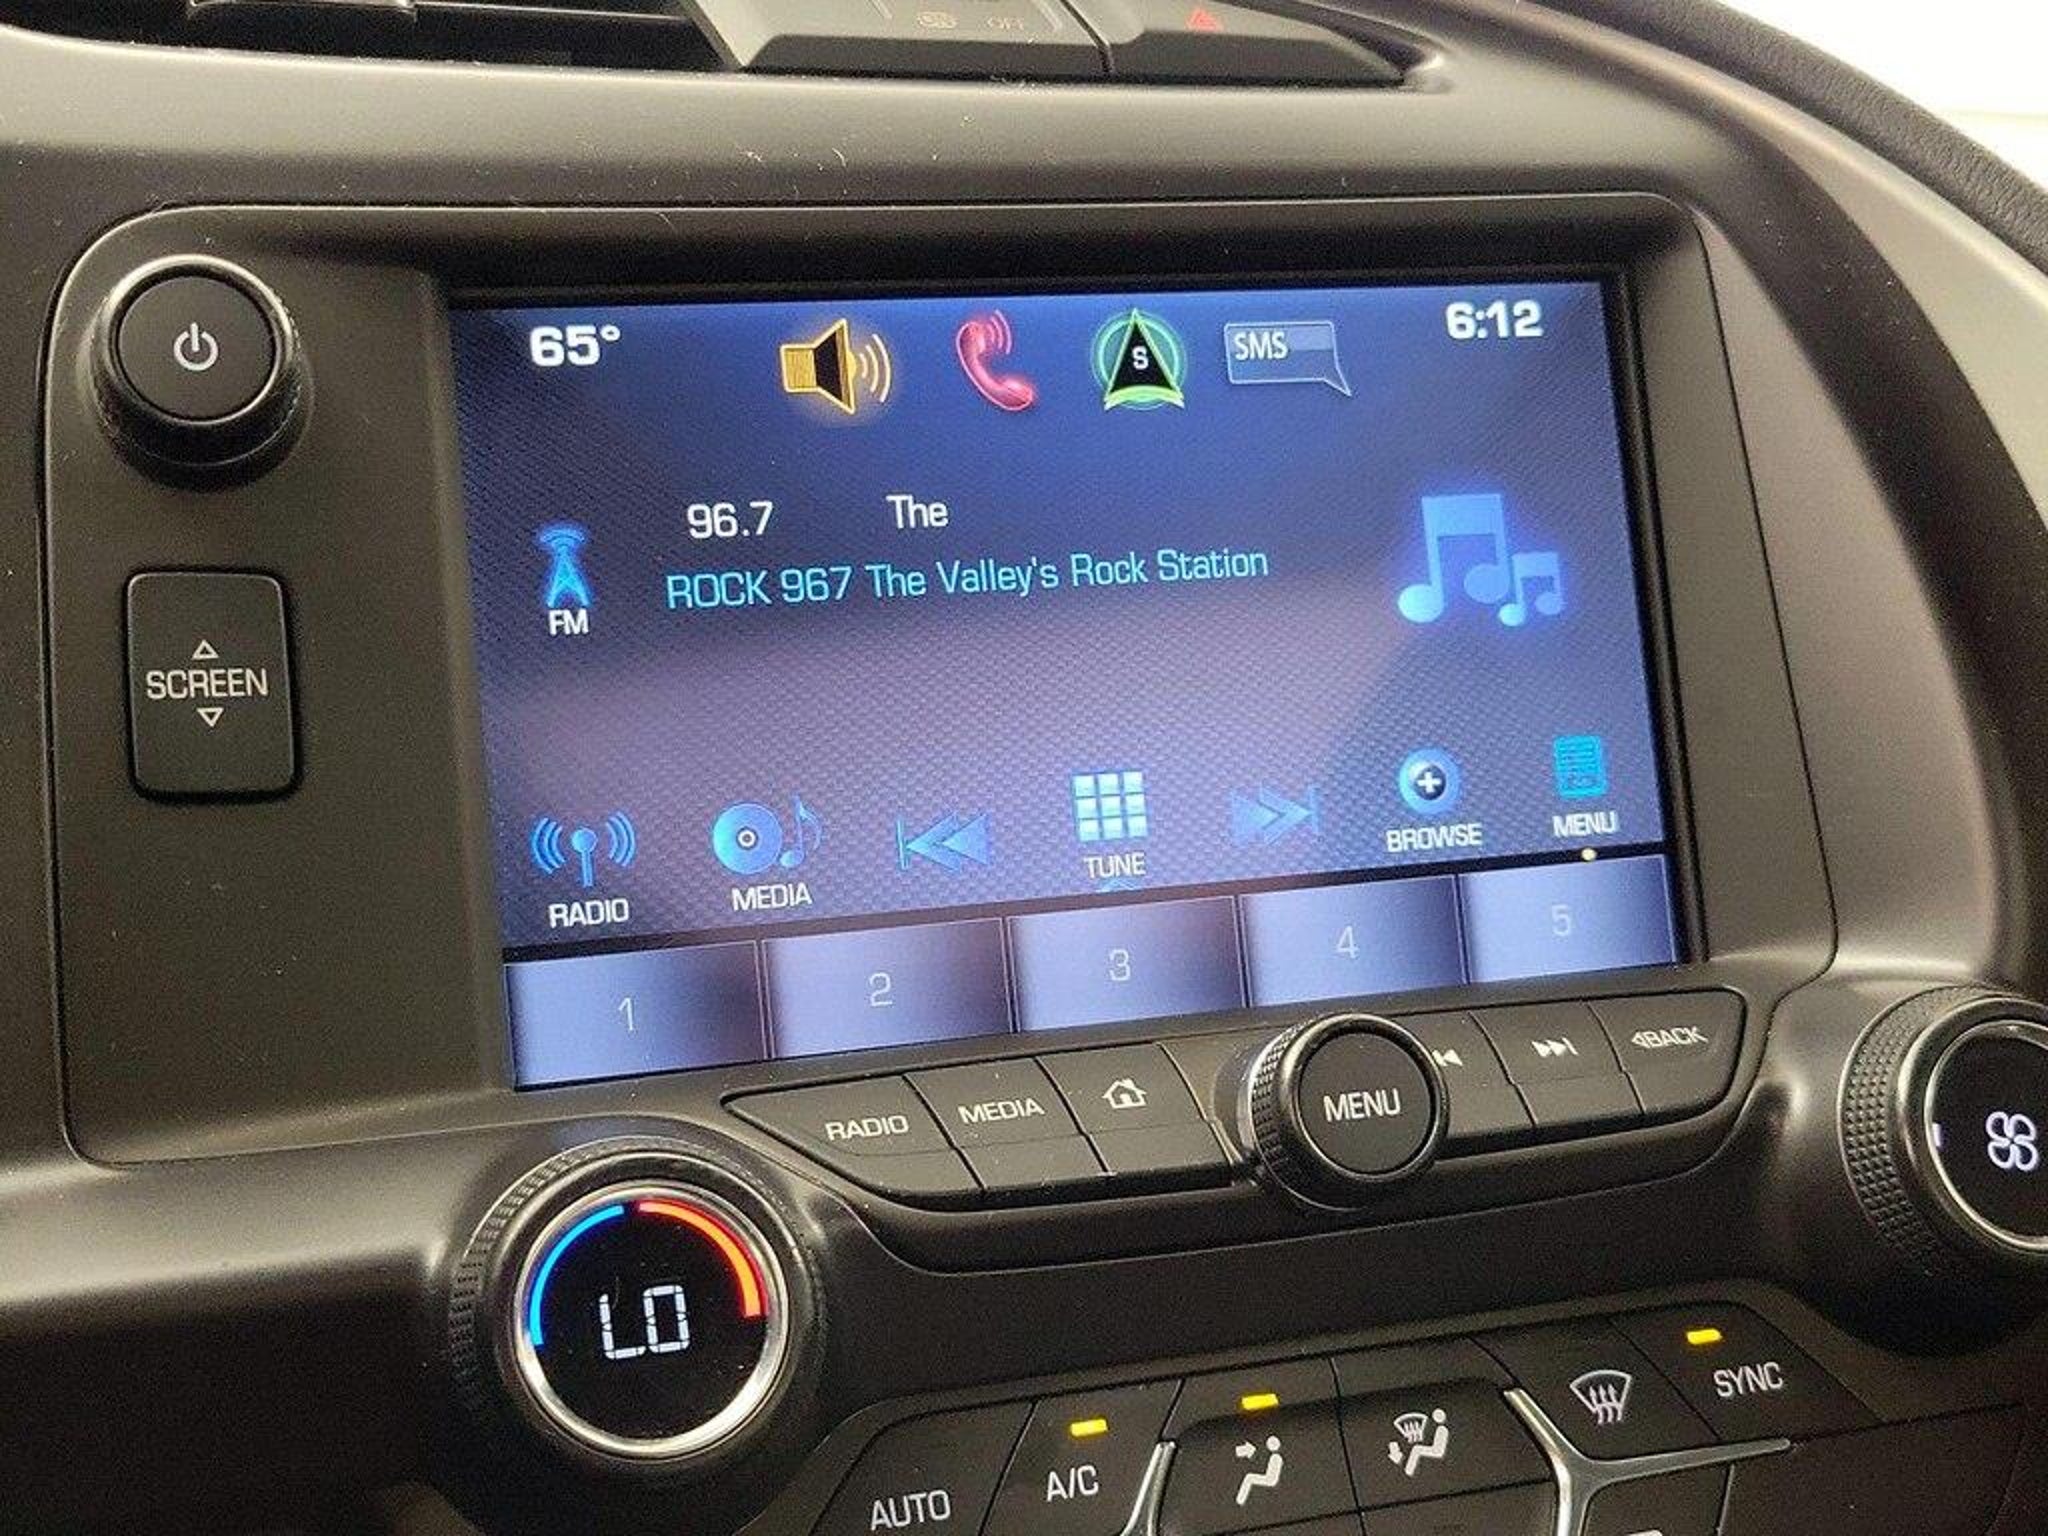 OFF
65°
S
SMS
6:12
96.7 The
ROCK 967 The Valley's Rock Station
FM
SCREEN
RADIO
MEDIA
TUNE
BROWSE
MENU
1
2
3
4
5
RADIO
MEDIA
MENU
BACK
LO
AUTO
A/C
SYNC